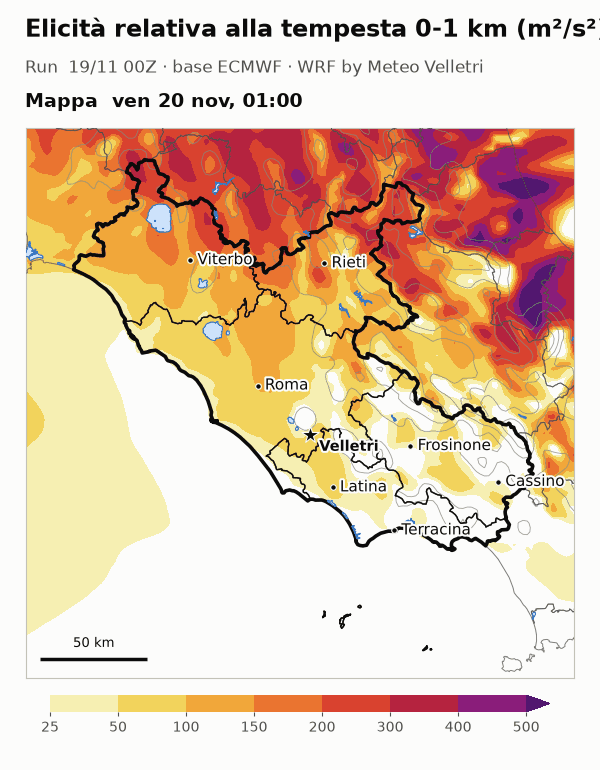 Elicità relativa alla tempesta 0-1 km (m²/s²)
Run  19/11 00Z · base ECMWF · WRF by Meteo Velletri
Mappa  ven 20 nov, 01:00
Viterbo
Rieti
Roma
Velletri
Frosinone
Latina
Cassino
Terracina
50 km
25 50 100 150 200 300 400 500